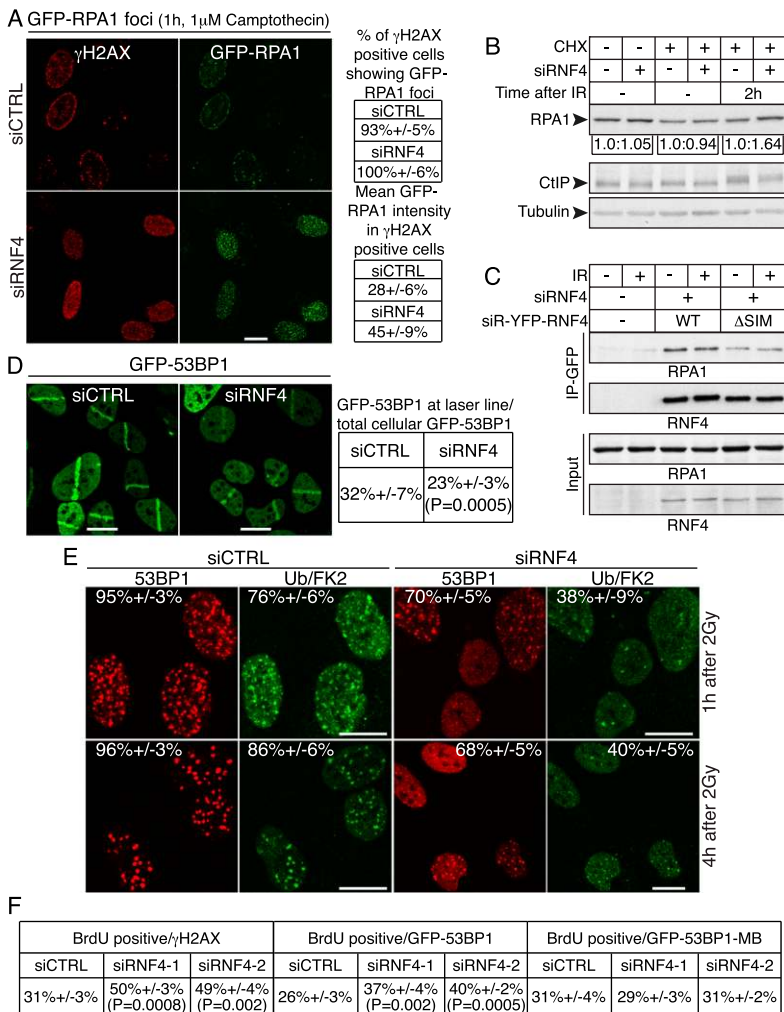 A
GFP-RPA1 foci (1h, 1μM Camptothecin)
γH2AX GFP-RPA1
siCTRL
siRNF4
% of γH2AX
positive cells
showing GFP-
RPA1 foci
siCTRL
93%+/-5%
siRNF4
100%+/-6%
Mean GFP-
RPA1 intensity
in γH2AX
positive cells
siCTRL
28+/-6%
siRNF4
45+/-9%
B
CHX - - + + + +
siRNF4 - + - + - +
Time after IR - - 2h
RPA1
1.0:1.05 1.0:0.94 1.0:1.64
CtIP
Tubulin
C
IR - + - + - +
siRNF4 - + +
siR-YFP-RNF4 - WT ΔSIM
IP-GFP
RPA1
RNF4
Input
RPA1
RNF4
D
GFP-53BP1
siCTRL siRNF4
GFP-53BP1 at laser line/
total cellular GFP-53BP1
siCTRL siRNF4
32%+/-7% 23%+/-3%
(P=0.0005)
E
siCTRL siRNF4
53BP1 Ub/FK2 53BP1 Ub/FK2
95%+/-3% 76%+/-6% 70%+/-5% 38%+/-9%
1h after 2Gy
96%+/-3% 86%+/-6% 68%+/-5% 40%+/-5%
4h after 2Gy
F
BrdU positive/γH2AX BrdU positive/GFP-53BP1 BrdU positive/GFP-53BP1-MB
siCTRL siRNF4-1 siRNF4-2 siCTRL siRNF4-1 siRNF4-2 siCTRL siRNF4-1 siRNF4-2
31%+/-3% 50%+/-3% 49%+/-4% 26%+/-3% 37%+/-4% 40%+/-2% 31%+/-4% 29%+/-3% 31%+/-2%
(P=0.0008) (P=0.002) (P=0.002) (P=0.0005)